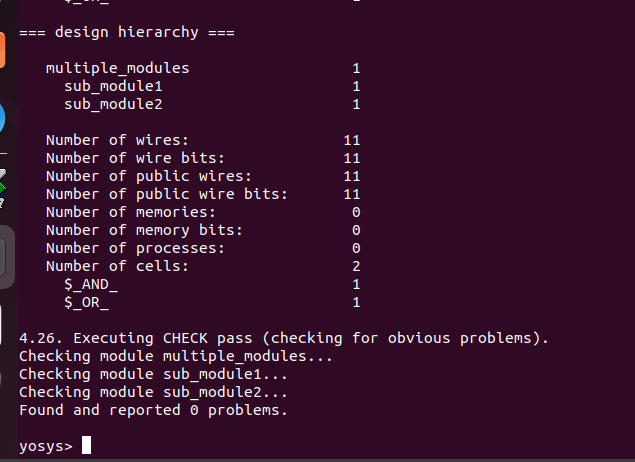 === design hierarchy ===
multiple_modules 1
sub_module1 1
sub_module2 1
Number of wires: 11
Number of wire bits: 11
Number of public wires: 11
Number of public wire bits: 11
Number of memories: 0
Number of memory bits: 0
Number of processes: 0
Number of cells: 2
$_AND_ 1
$_OR_ 1
4.26. Executing CHECK pass (checking for obvious problems).
Checking module multiple_modules...
Checking module sub_module1...
Checking module sub_module2...
Found and reported 0 problems.
yosys>